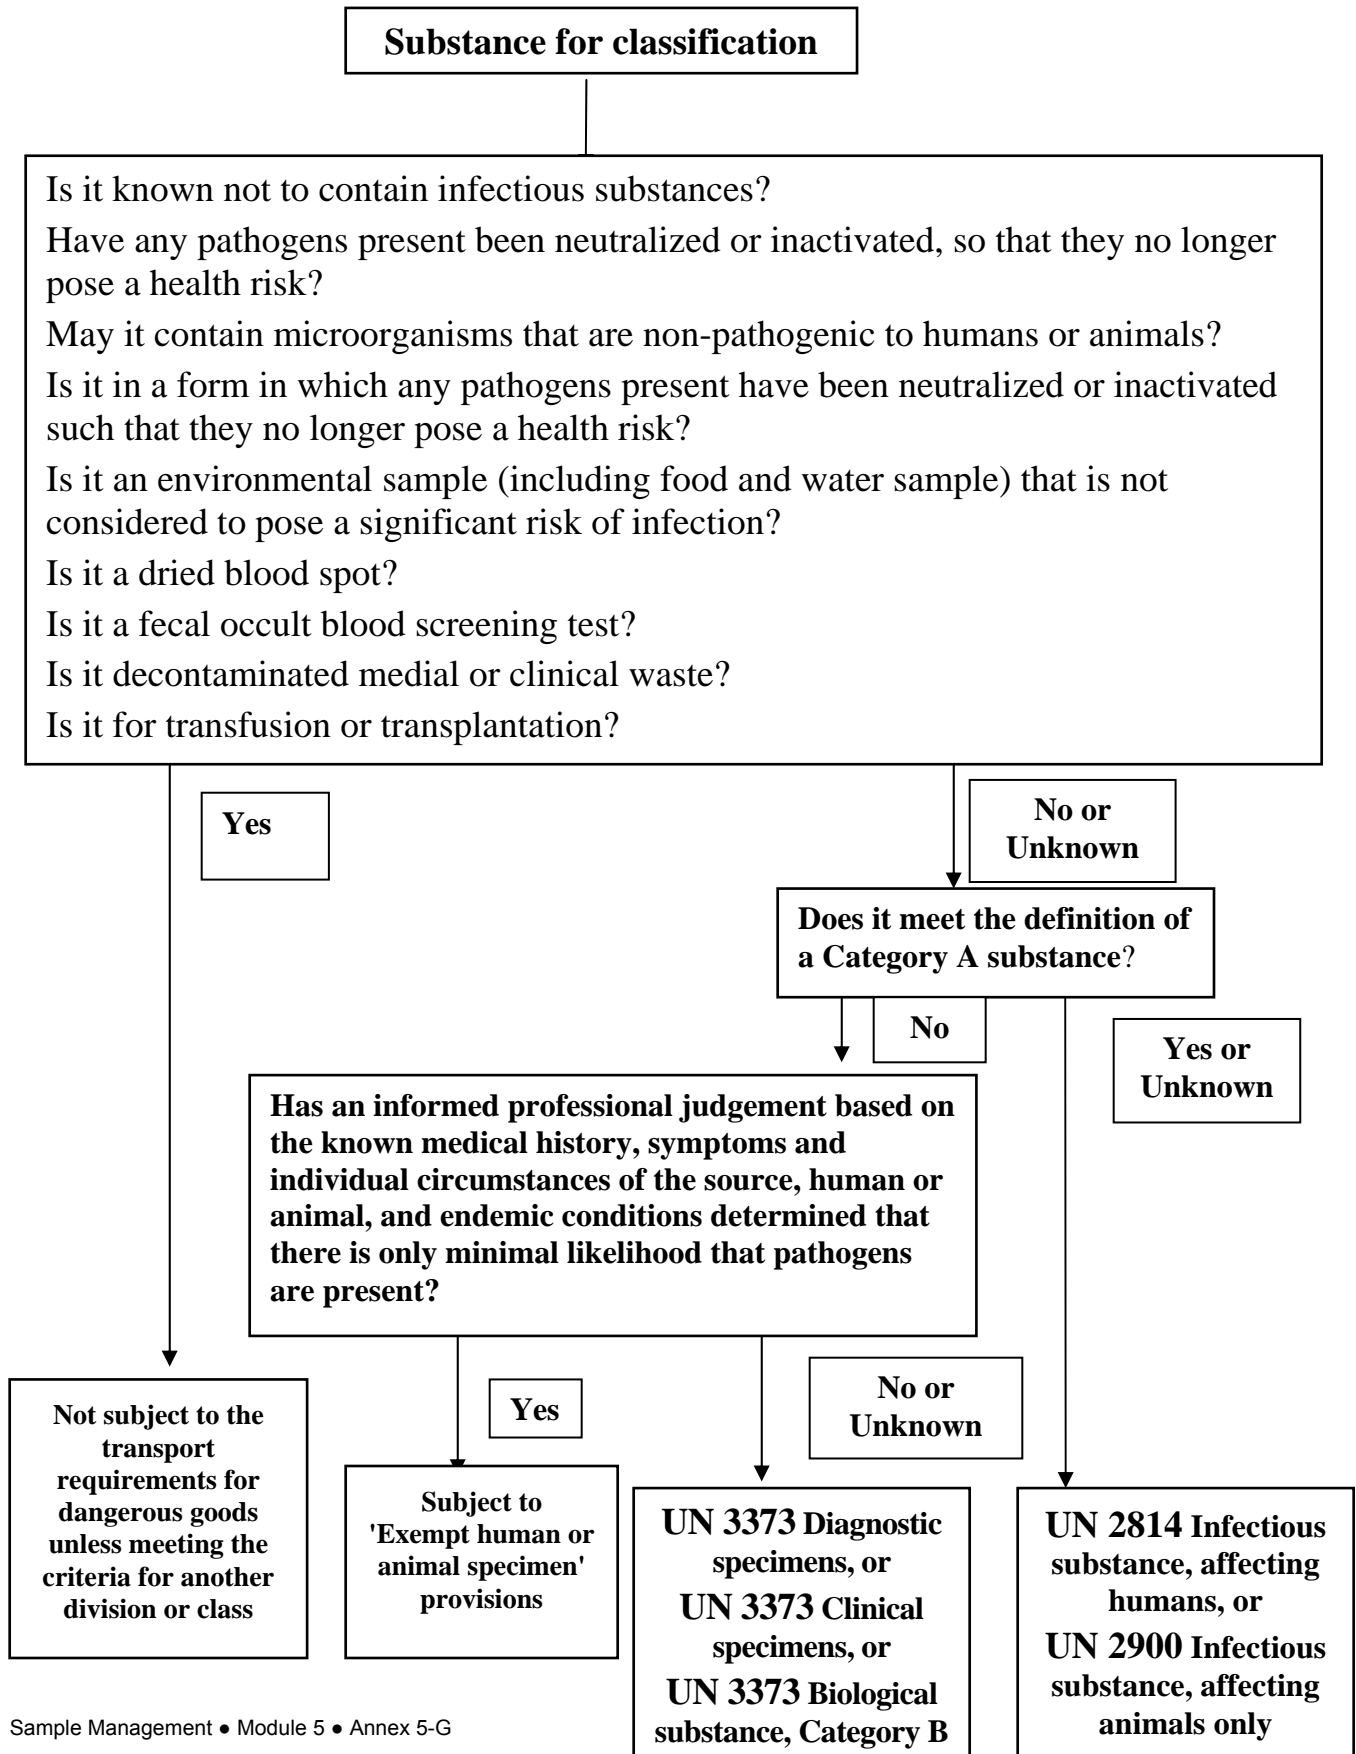 Substance for classification
Is it known not to contain infectious substances?
Have any pathogens present been neutralized or inactivated, so that they no longer
pose a health risk?
May it contain microorganisms that are non-pathogenic to humans or animals?
Is it in a form in which any pathogens present have been neutralized or inactivated
such that they no longer pose a health risk?
Is it an environmental sample (including food and water sample) that is not
considered to pose a significant risk of infection?
Is it a dried blood spot?
Is it a fecal occult blood screening test?
Is it decontaminated medial or clinical waste?
Is it for transfusion or transplantation?
Yes
No or
Unknown
Does it meet the definition of
a Category A substance?
No
Yes or
Unknown
Has an informed professional judgement based on
the known medical history, symptoms and
individual circumstances of the source, human or
animal, and endemic conditions determined that
there is only minimal likelihood that pathogens
are present?
Yes
No or
Unknown
Not subject to the
transport
requirements for
dangerous goods
unless meeting the
criteria for another
division or class
Subject to
'Exempt human or
animal specimen'
provisions
UN 3373 Diagnostic
specimens, or
UN 3373 Clinical
specimens, or
UN 3373 Biological
substance, Category B
UN 2814 Infectious
substance, affecting
humans, or
UN 2900 Infectious
substance, affecting
animals only
Sample Management ● Module 5 ● Annex 5-G